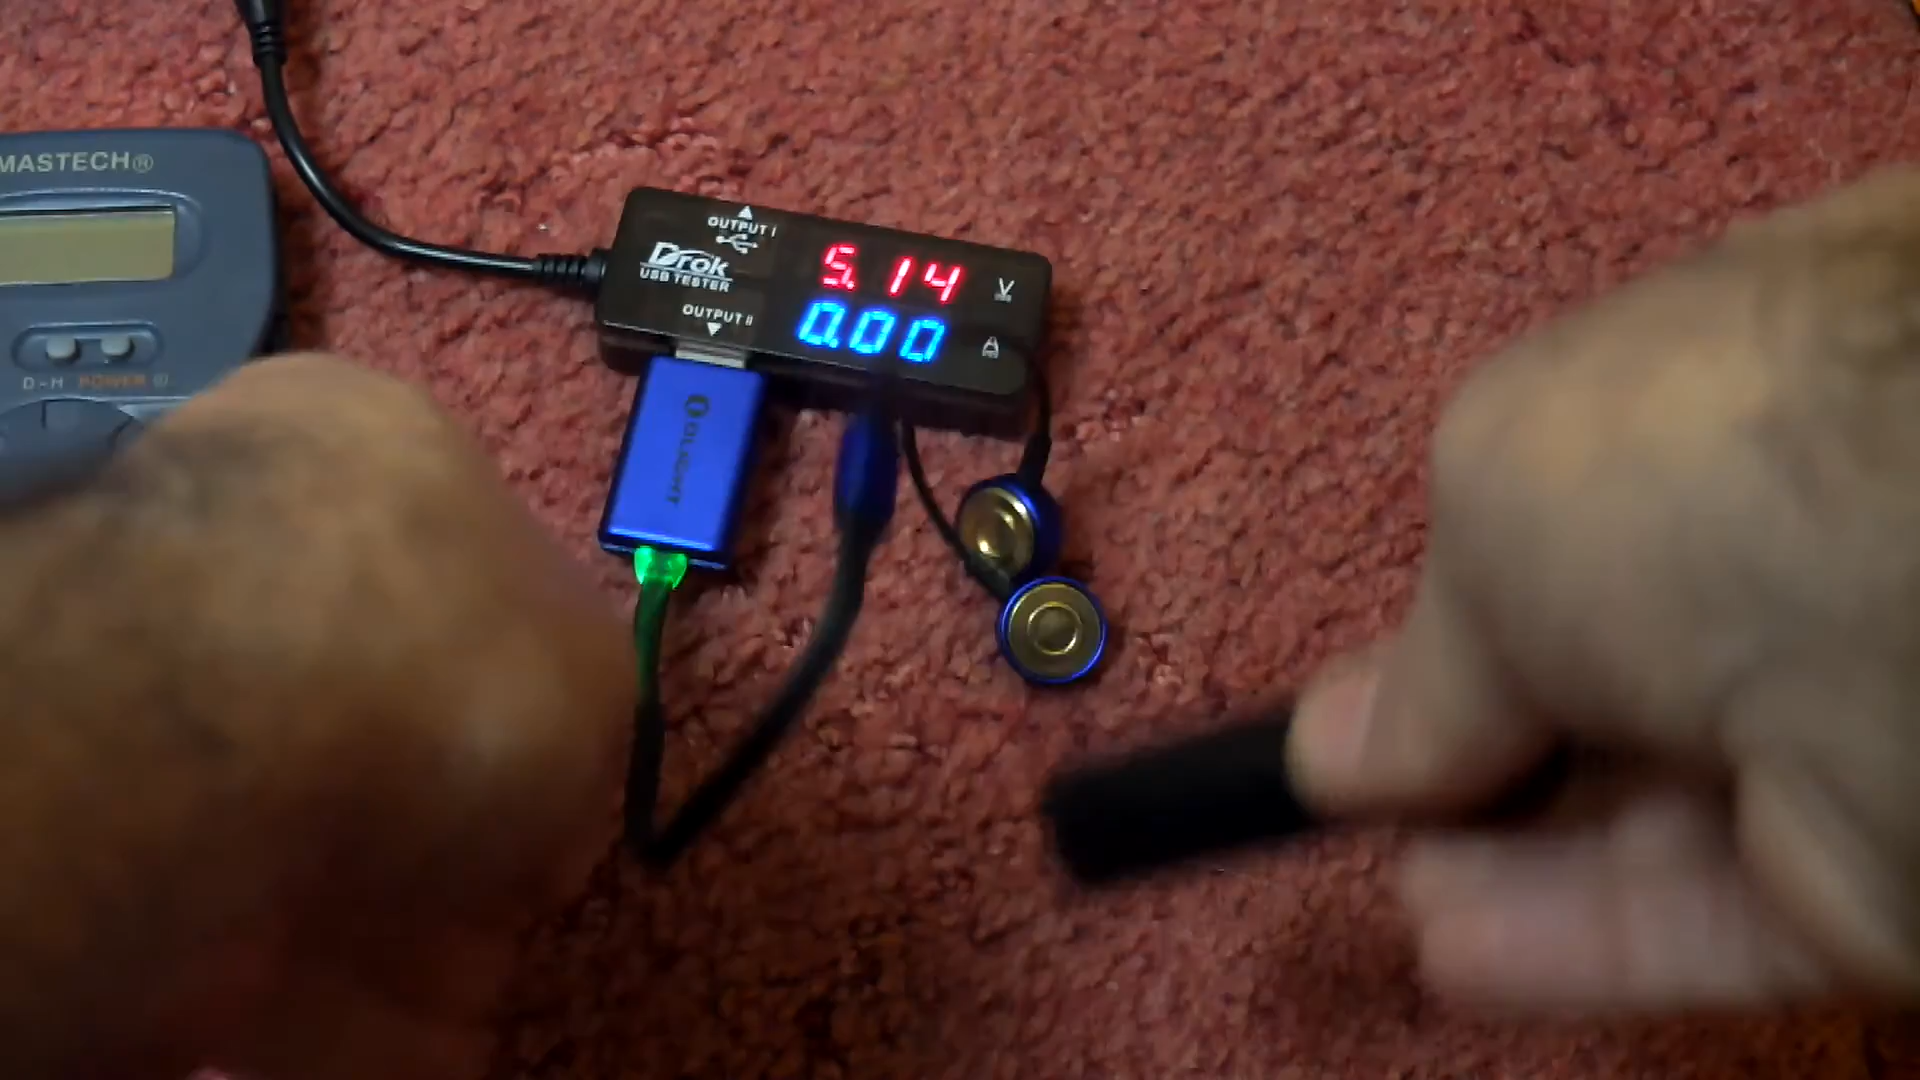 MASTECH®
D-H POWER
OUTPUT I
Drok
USB TESTER
OUTPUT II
5.14 V
0.00 A
OLIGHT